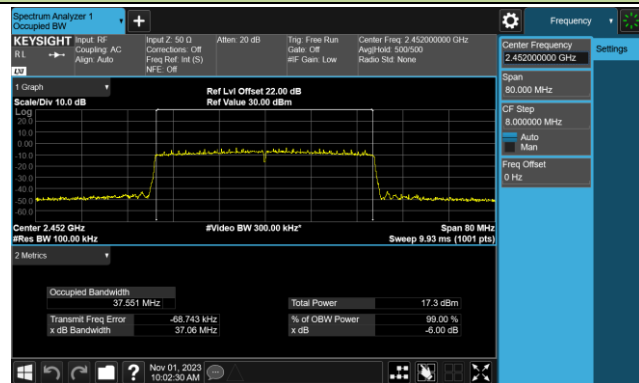 Spectrum Analyzer 1
Occupied BW
Frequency
KEYSIGHT
RL
LXI
Input: RF
Coupling: AC
Align: Auto
Input Z: 50 Ω
Corrections: Off
Freq Ref: Int (S)
NFE: Off
Atten: 20 dB
Trig: Free Run
Gate: Off
#IF Gain: Low
Center Freq: 2.452000000 GHz
Avg|Hold: 500/500
Radio Std: None
Center Frequency
2.452000000 GHz
Settings
Span
80.000 MHz
CF Step
8.000000 MHz
Auto
Man
Freq Offset
0 Hz
1 Graph
Scale/Div 10.0 dB
Ref Lvl Offset 22.00 dB
Ref Value 30.00 dBm
Log
20.0
10.0
0.00
-10.0
-20.0
-30.0
-40.0
-50.0
-60.0
Center 2.452 GHz
#Res BW 100.00 kHz
#Video BW 300.00 kHz*
Span 80 MHz
Sweep 9.93 ms (1001 pts)
2 Metrics
Occupied Bandwidth
37.551 MHz
Total Power 17.3 dBm
Transmit Freq Error -68.743 kHz
% of OBW Power 99.00 %
x dB Bandwidth 37.06 MHz
x dB -6.00 dB
?
Nov 01, 2023
10:02:30 AM